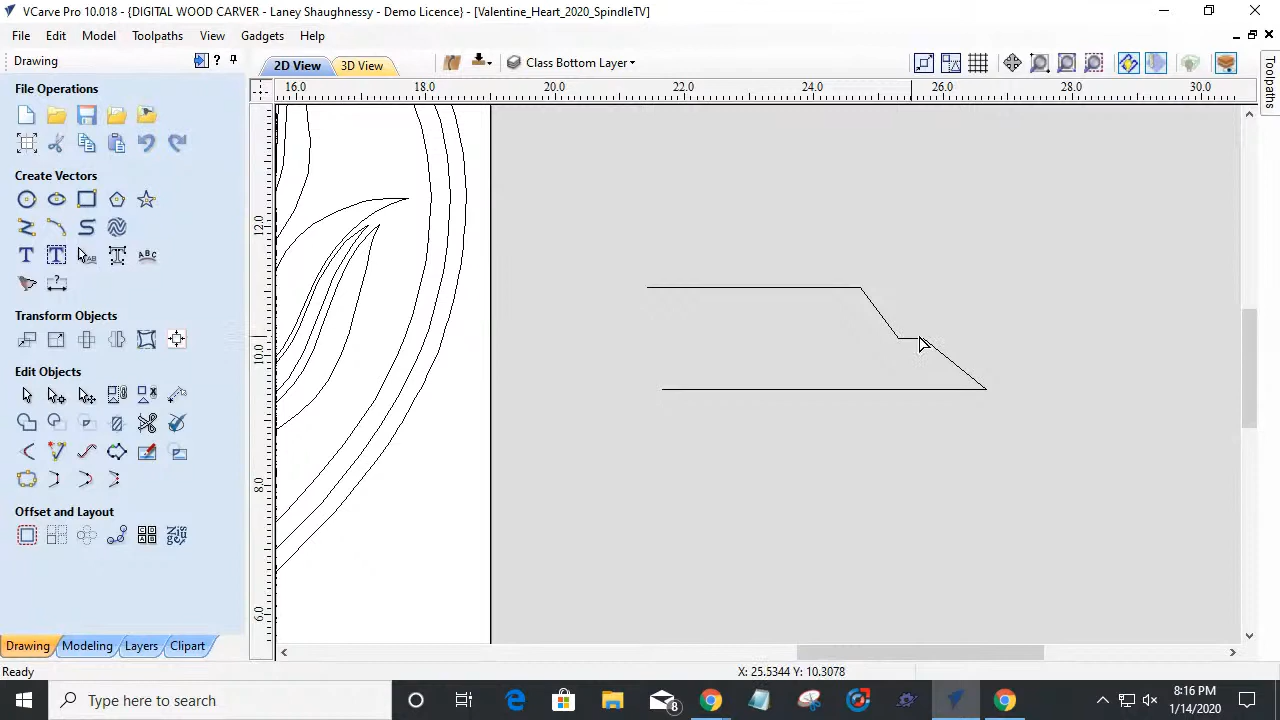 VCarve Pro 10.018 - {DIGITAL WOOD CARVER - Laney Shaughnessy - Demo Licence} - [Valentine_Heart_2020_SpindleTV]
File Edit Model Toolpaths View Gadgets Help
Drawing
2D View 3D View Class Bottom Layer
File Operations
16.0 18.0 20.0 22.0 24.0 26.0 28.0 30.0
Toolpaths
Create Vectors
12.0
10.0
8.0
6.0
Transform Objects
Edit Objects
Offset and Layout
Drawing Modeling Layers Clipart
Ready X: 25.5344 Y: 10.3078
Type here to search
8
8:16 PM
1/14/2020